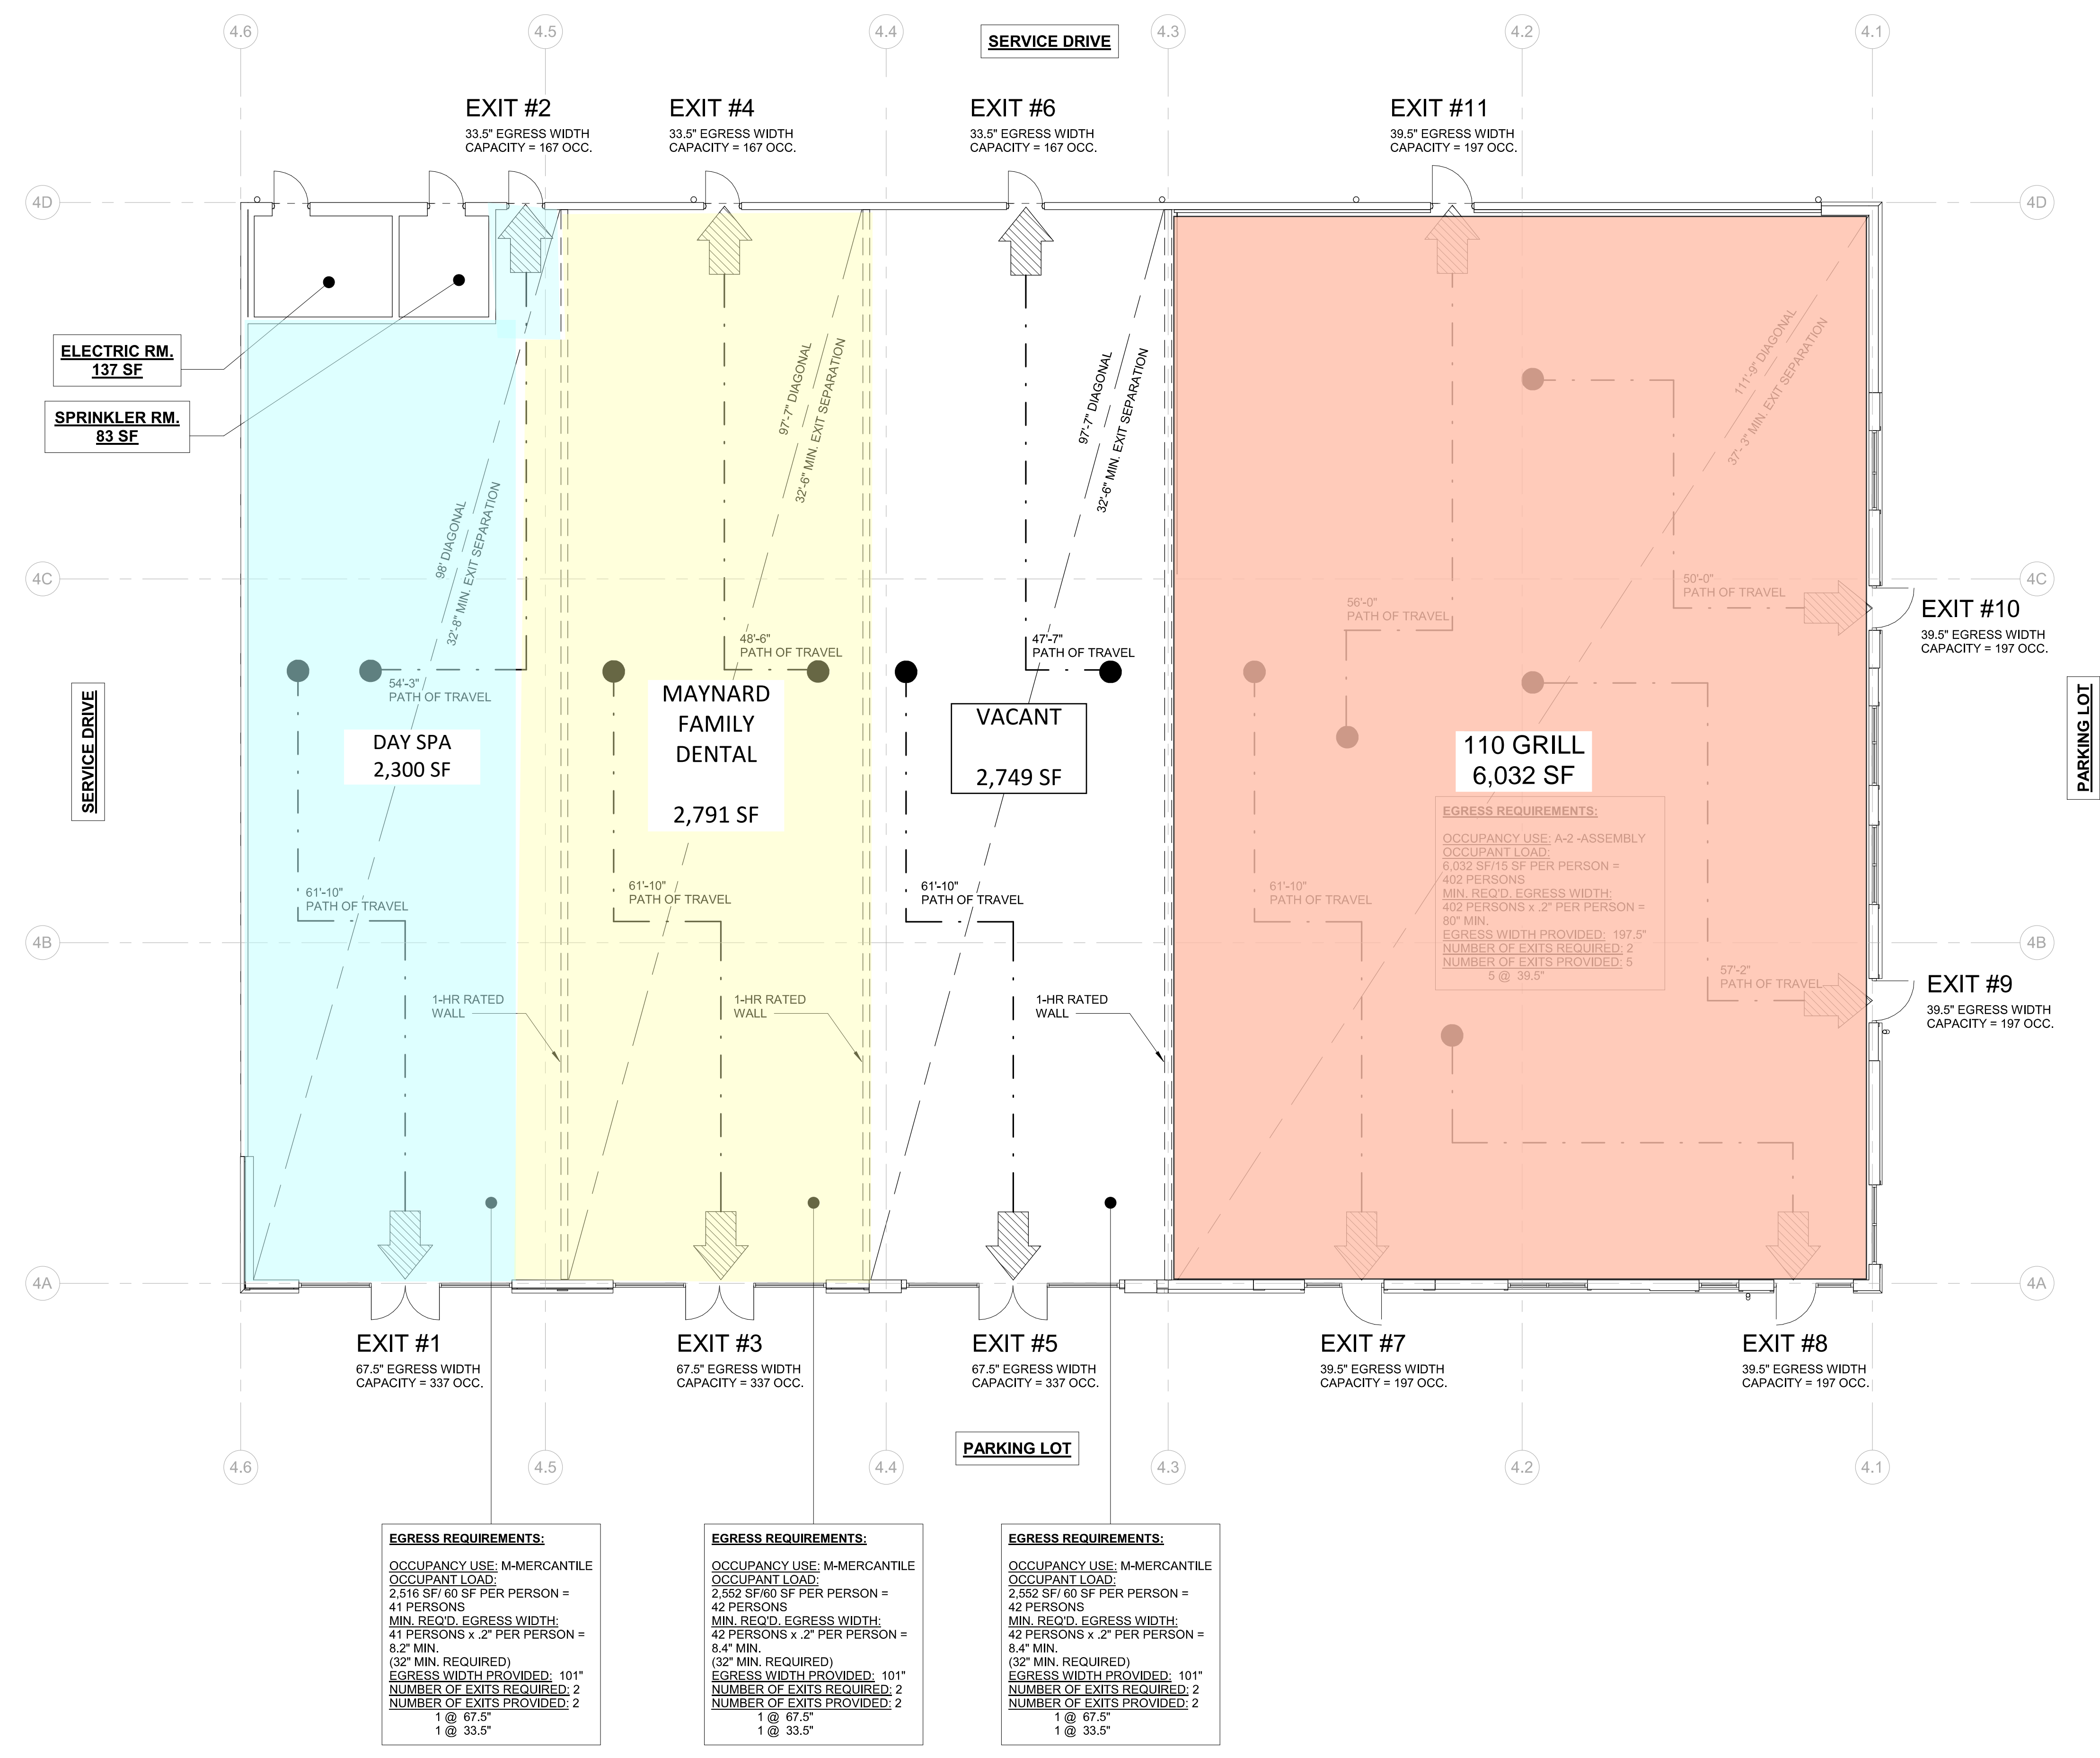 4.6
4.5
4.4
4.3
4.2
4.1
SERVICE DRIVE
EXIT #2
33.5" EGRESS WIDTH
CAPACITY = 167 OCC.
EXIT #4
33.5" EGRESS WIDTH
CAPACITY = 167 OCC.
EXIT #6
33.5" EGRESS WIDTH
CAPACITY = 167 OCC.
EXIT #11
39.5" EGRESS WIDTH
CAPACITY = 197 OCC.
4D
4D
ELECTRIC RM.
137 SF
SPRINKLER RM.
83 SF
98' DIAGONAL
32'-8" MIN. EXIT SEPARATION
97'-7" DIAGONAL
32'-6" MIN. EXIT SEPARATION
97'-7" DIAGONAL
32'-6" MIN. EXIT SEPARATION
111'-9" DIAGONAL
37'- 3" MIN. EXIT SEPARATION
4C
4C
50'-0"
PATH OF TRAVEL
56'-0"
PATH OF TRAVEL
EXIT #10
39.5" EGRESS WIDTH
CAPACITY = 197 OCC.
48'-6"
PATH OF TRAVEL
47'-7"
PATH OF TRAVEL
54'-3"
PATH OF TRAVEL
SERVICE DRIVE
DAY SPA
2,300 SF
MAYNARD
FAMILY
DENTAL
2,791 SF
VACANT
2,749 SF
110 GRILL
6,032 SF
PARKING LOT
EGRESS REQUIREMENTS:
OCCUPANCY USE: A-2 -ASSEMBLY
OCCUPANT LOAD:
6,032 SF/15 SF PER PERSON =
402 PERSONS
MIN. REQ'D. EGRESS WIDTH:
402 PERSONS x .2" PER PERSON =
80" MIN.
EGRESS WIDTH PROVIDED: 197.5"
NUMBER OF EXITS REQUIRED: 2
NUMBER OF EXITS PROVIDED: 5
5 @ 39.5"
61'-10"
PATH OF TRAVEL
61'-10"
PATH OF TRAVEL
61'-10"
PATH OF TRAVEL
61'-10"
PATH OF TRAVEL
4B
4B
57'-2"
PATH OF TRAVEL
EXIT #9
39.5" EGRESS WIDTH
CAPACITY = 197 OCC.
1-HR RATED
WALL
1-HR RATED
WALL
1-HR RATED
WALL
4A
4A
EXIT #1
67.5" EGRESS WIDTH
CAPACITY = 337 OCC.
EXIT #3
67.5" EGRESS WIDTH
CAPACITY = 337 OCC.
EXIT #5
67.5" EGRESS WIDTH
CAPACITY = 337 OCC.
EXIT #7
39.5" EGRESS WIDTH
CAPACITY = 197 OCC.
EXIT #8
39.5" EGRESS WIDTH
CAPACITY = 197 OCC.
PARKING LOT
4.6
4.5
4.4
4.3
4.2
4.1
EGRESS REQUIREMENTS:
OCCUPANCY USE: M-MERCANTILE
OCCUPANT LOAD:
2,516 SF/ 60 SF PER PERSON =
41 PERSONS
MIN. REQ'D. EGRESS WIDTH:
41 PERSONS x .2" PER PERSON =
8.2" MIN.
(32" MIN. REQUIRED)
EGRESS WIDTH PROVIDED: 101"
NUMBER OF EXITS REQUIRED: 2
NUMBER OF EXITS PROVIDED: 2
1 @ 67.5"
1 @ 33.5"
EGRESS REQUIREMENTS:
OCCUPANCY USE: M-MERCANTILE
OCCUPANT LOAD:
2,552 SF/60 SF PER PERSON =
42 PERSONS
MIN. REQ'D. EGRESS WIDTH:
42 PERSONS x .2" PER PERSON =
8.4" MIN.
(32" MIN. REQUIRED)
EGRESS WIDTH PROVIDED: 101"
NUMBER OF EXITS REQUIRED: 2
NUMBER OF EXITS PROVIDED: 2
1 @ 67.5"
1 @ 33.5"
EGRESS REQUIREMENTS:
OCCUPANCY USE: M-MERCANTILE
OCCUPANT LOAD:
2,552 SF/ 60 SF PER PERSON =
42 PERSONS
MIN. REQ'D. EGRESS WIDTH:
42 PERSONS x .2" PER PERSON =
8.4" MIN.
(32" MIN. REQUIRED)
EGRESS WIDTH PROVIDED: 101"
NUMBER OF EXITS REQUIRED: 2
NUMBER OF EXITS PROVIDED: 2
1 @ 67.5"
1 @ 33.5"